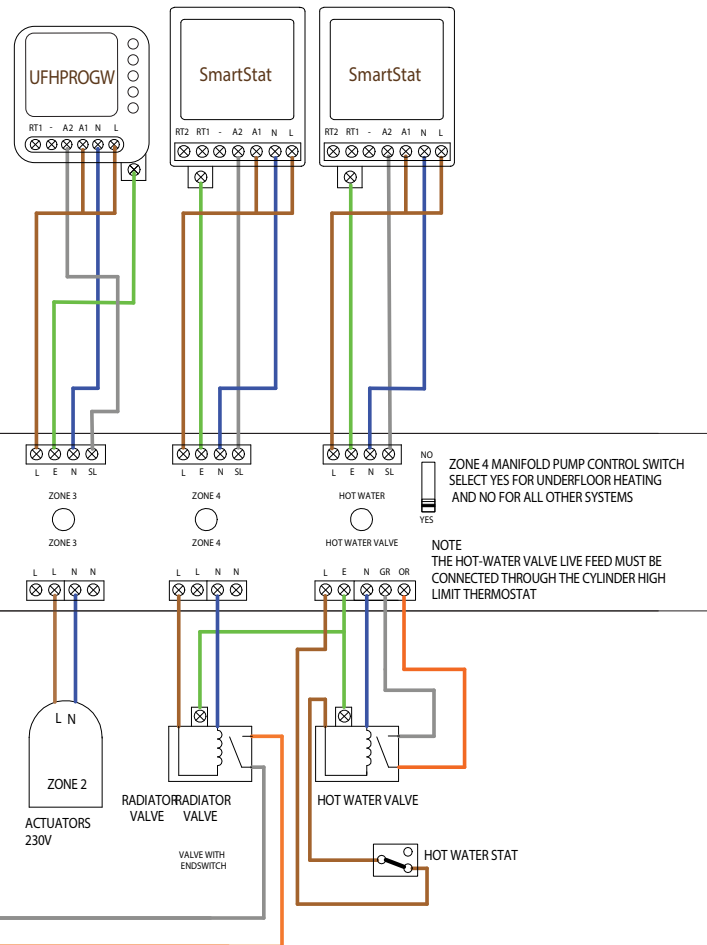 UFHPROGW
SmartStat
SmartStat
RT1 - A2 A1 N L
RT2 RT1 - A2 A1 N L
RT2 RT1 - A2 A1 N L
L E N SL
L E N SL
L E N SL
ZONE 3
ZONE 4
HOT WATER
NO
YES
ZONE 4 MANIFOLD PUMP CONTROL SWITCH
SELECT YES FOR UNDERFLOOR HEATING
AND NO FOR ALL OTHER SYSTEMS
ZONE 3
ZONE 4
HOT WATER VALVE
NOTE
THE HOT-WATER VALVE LIVE FEED MUST BE
CONNECTED THROUGH THE CYLINDER HIGH
LIMIT THERMOSTAT
L L N N
L L N N
L E N GR OR
L N
ZONE 2
ACTUATORS
230V
RADIATOR
VALVE
RADIATOR
VALVE
VALVE WITH
ENDSWITCH
HOT WATER VALVE
HOT WATER STAT